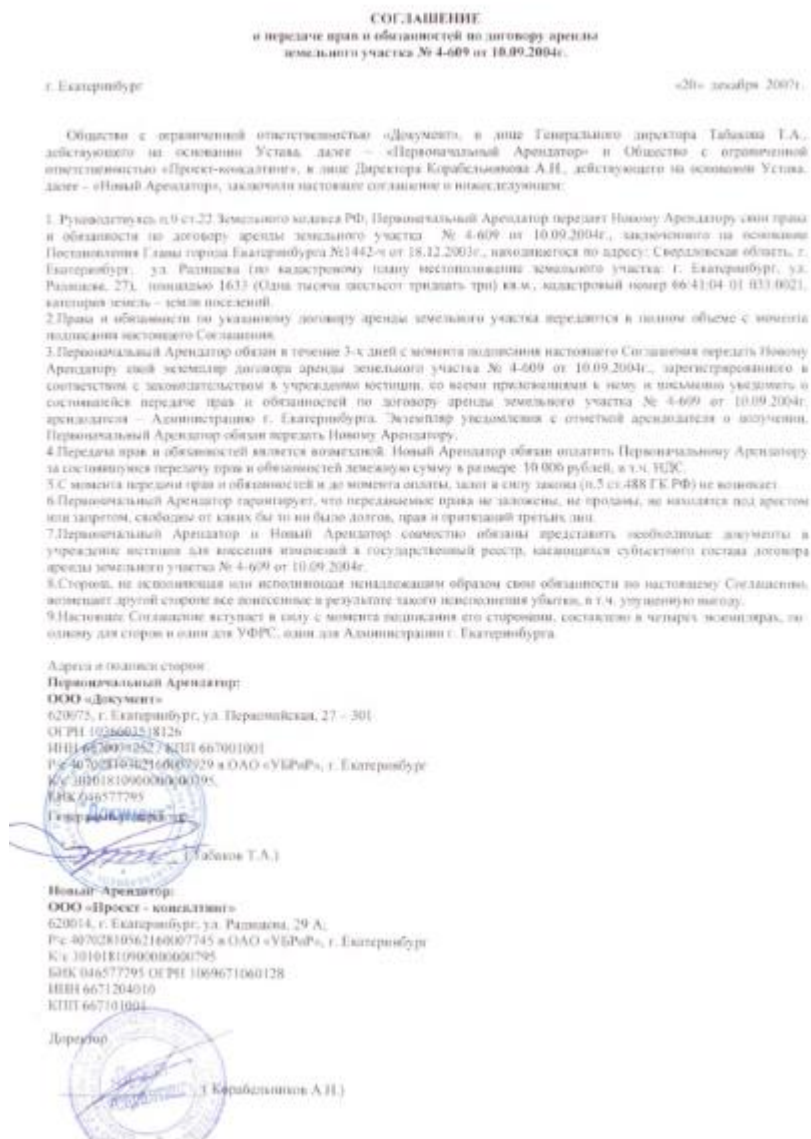 СОГЛАШЕНИЕ
о передаче прав и обязанностей по договору аренды
земельного участка № 4-609 от 10.09.2004г.
г. Екатеринбург «20» декабря 2007г.
Общество с ограниченной ответственностью «Документ», в лице Генерального директора Табакова Т.А.,
действующего на основании Устава, далее – «Первоначальный Арендатор» и Общество с ограниченной
ответственностью «Проект-консалтинг», в лице Директора Корабельникова А.Н., действующего на основании Устава,
далее – «Новый Арендатор», заключили настоящее соглашение о нижеследующем:
1. Руководствуясь п.9 ст.22 Земельного кодекса РФ, Первоначальный Арендатор передает Новому Арендатору свои права
и обязанности по договору аренды земельного участка № 4-609 от 10.09.2004г., заключенного на основании
Постановления Главы города Екатеринбурга №1442-ч от 18.12.2003г., находящегося по адресу: Свердловская область, г.
Екатеринбург, ул. Радищева (по кадастровому плану местоположение земельного участка: г. Екатеринбург, ул.
Радищева, 27), площадью 1633 (Одна тысяча шестьсот тридцать три) кв.м., кадастровый номер 66:41:04 01 033:0021,
категория земель – земли поселений.
2.Права и обязанности по указанному договору аренды земельного участка передаются в полном объеме с момента
подписания настоящего Соглашения.
3.Первоначальный Арендатор обязан в течение 3-х дней с момента подписания настоящего Соглашения передать Новому
Арендатору свой экземпляр договора аренды земельного участка № 4-609 от 10.09.2004г., зарегистрированного в
соответствии с законодательством в учреждении юстиции, со всеми приложениями к нему и письменно уведомить о
состоявшейся передаче прав и обязанностей по договору аренды земельного участка № 4-609 от 10.09.2004г.
арендодателя – Администрацию г. Екатеринбурга. Экземпляр уведомления с отметкой арендодателя о получении,
Первоначальный Арендатор обязан передать Новому Арендатору.
4.Передача прав и обязанностей является возмездной. Новый Арендатор обязан оплатить Первоначальному Арендатору
за состоявшуюся передачу прав и обязанностей денежную сумму в размере 10 000 рублей, в т.ч. НДС.
5.С момента передачи прав и обязанностей и до момента оплаты, залог в силу закона (п.5 ст.488 ГК РФ) не возникает.
6.Первоначальный Арендатор гарантирует, что передаваемые права не заложены, не проданы, не находятся под арестом
или запретом, свободны от каких бы то ни было долгов, прав и притязаний третьих лиц.
7.Первоначальный Арендатор и Новый Арендатор совместно обязаны представить необходимые документы в
учреждение юстиции для внесения изменений в государственный реестр, касающихся субъектного состава договора
аренды земельного участка № 4-609 от 10.09.2004г.
8.Сторона, не исполняющая или исполняющая ненадлежащим образом свои обязанности по настоящему Соглашению,
возмещает другой стороне все понесенные в результате такого неисполнения убытки, в т.ч. упущенную выгоду.
9.Настоящее Соглашение вступает в силу с момента подписания его сторонами, составлено в четырех экземплярах, по
одному для сторон и один для УФРС, один для Администрации г. Екатеринбурга.
Адреса и подписи сторон
Первоначальный Арендатор:
ООО «Документ»
620075, г. Екатеринбург, ул. Первомайская, 27 – 301
ОГРН
ИНН КПП 667001001
Р/с в ОАО «УБРиР», г. Екатеринбург
К/с 30101810900000000795,
БИК 046577795
Генеральный директор
"Документ"
(Табаков Т.А.)
Новый Арендатор:
ООО «Проект - консалтинг»
620014, г. Екатеринбург, ул. Радищева, 29 А,
Р/с 40702810562160007745 в ОАО «УБРиР», г. Екатеринбург
К/с 30101810900000000795
БИК 046577795 ОГРН 1069671060128
ИНН 6671204010
КПП 667101001
Директор
(Корабельников А.Н.)